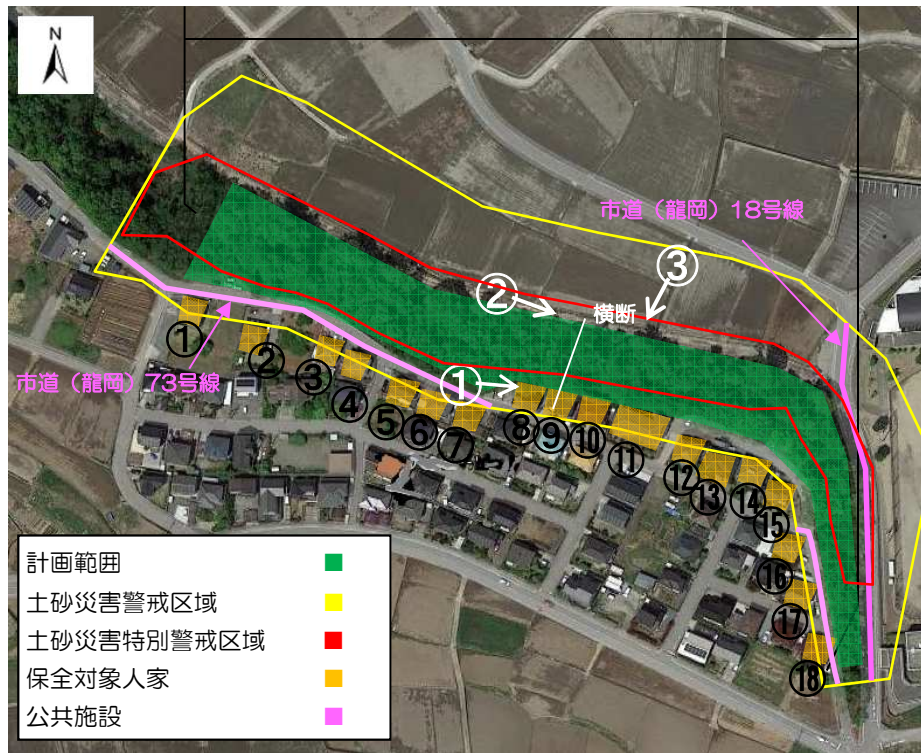 N
市道（龍岡）18号線
②
③
横断
①
②
市道（龍岡）73号線
③
①
④
⑤
⑥
⑦
⑧
⑨
⑩
⑪
⑫
⑬
⑭
⑮
⑯
⑰
⑱
計画範囲
土砂災害警戒区域
土砂災害特別警戒区域
保全対象人家
公共施設